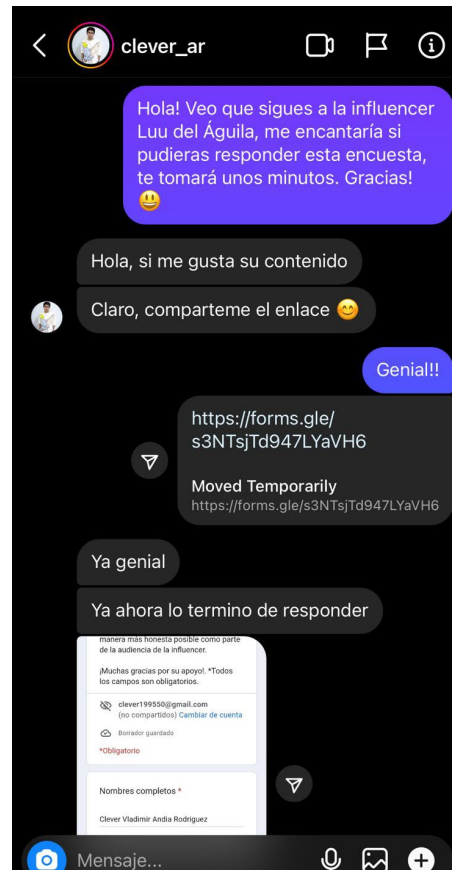 clever_ar
Hola! Veo que sigues a la influencer
Luu del Águila, me encantaría si
pudieras responder esta encuesta,
te tomará unos minutos. Gracias!
Hola, si me gusta su contenido
Claro, comparteme el enlace
Genial!!
https://forms.gle/
s3NTsjTd947LYaVH6
Moved Temporarily
https://forms.gle/s3NTsjTd947LYaVH6
Ya genial
Ya ahora lo termino de responder
manera más honesta posible como parte
de la audiencia de la influencer.
¡Muchas gracias por su apoyo!. *Todos
los campos son obligatorios.
clever199550@gmail.com
(no compartidos) Cambiar de cuenta
Borrador guardado
*Obligatorio
Nombres completos *
Clever Vladimir Andia Rodriguez
Mensaje...